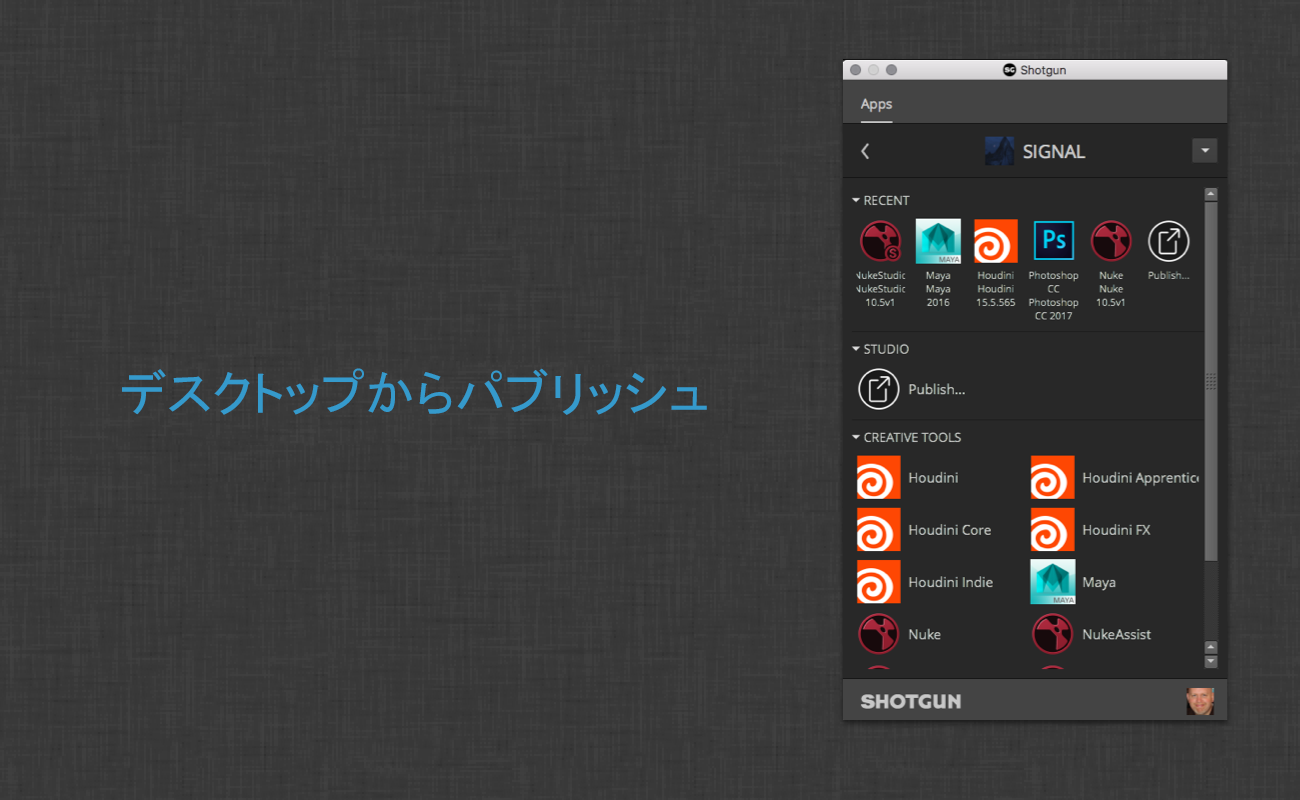 デスクトップからパブリッシュ
Shotgun
Apps
SIGNAL
RECENT
NukeStudio
NukeStudio
10.5v1
Maya
Maya
2016
MAYA
Houdini
Houdini
15.5.565
Ps
Photoshop
CC
Photoshop
CC 2017
Nuke
Nuke
10.5v1
Publish...
STUDIO
Publish...
CREATIVE TOOLS
Houdini
Houdini Apprentice
Houdini Core
Houdini FX
Houdini Indie
MAYA
Maya
Nuke
NukeAssist
SHOTGUN